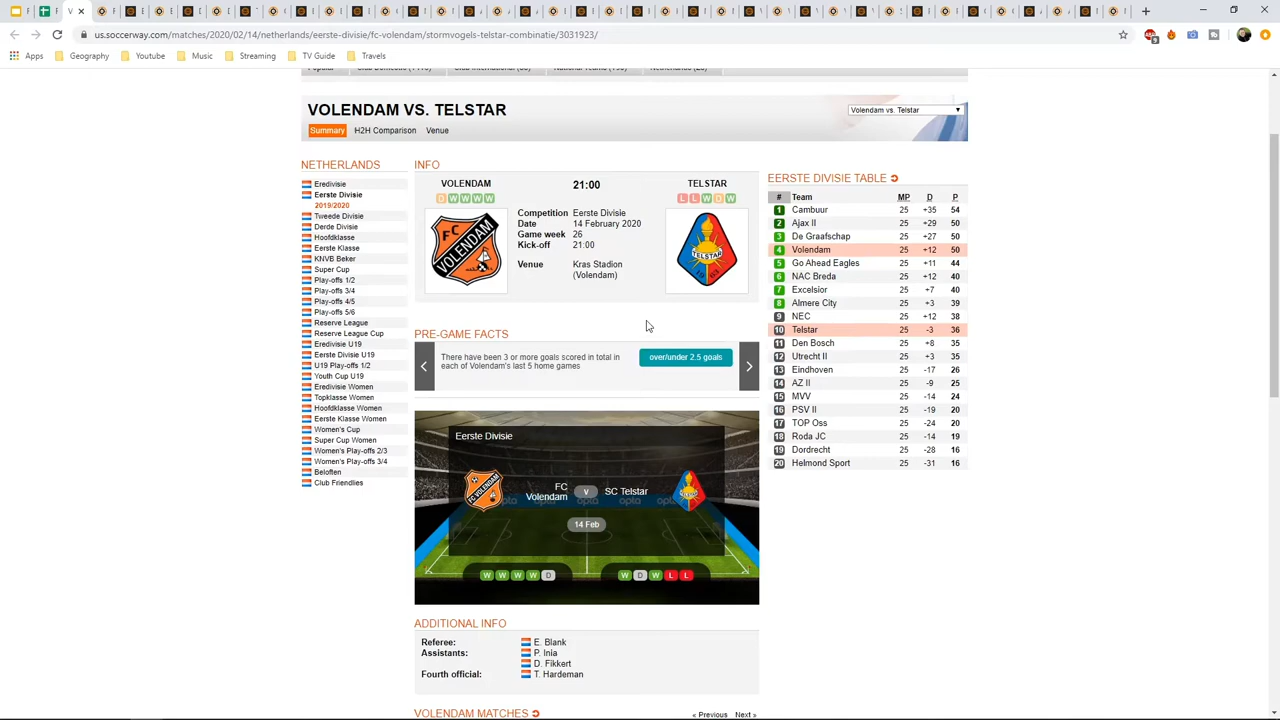 V
us.soccerway.com/matches/2020/02/14/netherlands/eerste-divisie/fc-volendam/stormvogels-telstar-combinatie/3031923/
Apps Geography Youtube Music Streaming TV Guide Travels
VOLENDAM VS. TELSTAR
Volendam vs. Telstar
Summary H2H Comparison Venue
NETHERLANDS
Eredivisie
Eerste Divisie
2019/2020
Tweede Divisie
Derde Divisie
Hoofdklasse
Eerste Klasse
KNVB Beker
Super Cup
Play-offs 1/2
Play-offs 3/4
Play-offs 4/5
Play-offs 5/6
Reserve League
Reserve League Cup
Eredivisie U19
Eerste Divisie U19
U19 Play-offs 1/2
Youth Cup U19
Eredivisie Women
Topklasse Women
Hoofdklasse Women
Eerste Klasse Women
Women's Cup
Super Cup Women
Women's Play-offs 2/3
Women's Play-offs 3/4
Beloften
Club Friendlies
INFO
VOLENDAM
D W W W W
FC
VOLENDAM
21:00
Competition Eerste Divisie
Date 14 February 2020
Game week 26
Kick-off 21:00
Venue Kras Stadion
(Volendam)
TELSTAR
L L W D W
TELSTAR
PRE-GAME FACTS
There have been 3 or more goals scored in total in
each of Volendam's last 5 home games
over/under 2.5 goals
Eerste Divisie
FC
Volendam
v
SC Telstar
FC VOLENDAM
opta opta opta opta
14 Feb
W W W W D
W D W L L
ADDITIONAL INFO
Referee: E. Blank
Assistants: P. Inia
D. Fikkert
Fourth official: T. Hardeman
VOLENDAM MATCHES
« Previous Next »
EERSTE DIVISIE TABLE
# Team MP D P
1 Cambuur 25 +35 54
2 Ajax II 25 +29 50
3 De Graafschap 25 +27 50
4 Volendam 25 +12 50
5 Go Ahead Eagles 25 +11 44
6 NAC Breda 25 +12 40
7 Excelsior 25 +7 40
8 Almere City 25 +3 39
9 NEC 25 +12 38
10 Telstar 25 -3 36
11 Den Bosch 25 +8 35
12 Utrecht II 25 +3 35
13 Eindhoven 25 -17 26
14 AZ II 25 -9 25
15 MVV 25 -14 24
16 PSV II 25 -19 20
17 TOP Oss 25 -24 20
18 Roda JC 25 -14 19
19 Dordrecht 25 -28 16
20 Helmond Sport 25 -31 16